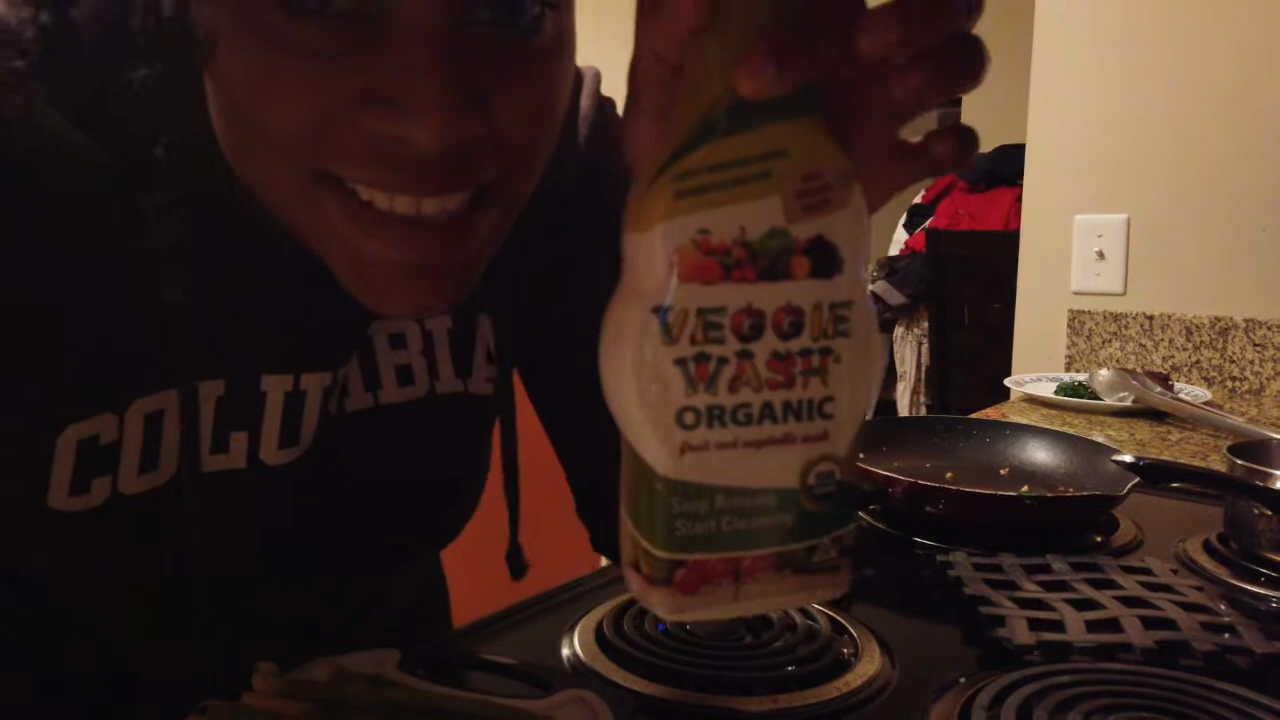 COLUMBIA
VEGGIE
WASH
ORGANIC
fruit and vegetable wash
Stop Rinsing
Start Cleaning